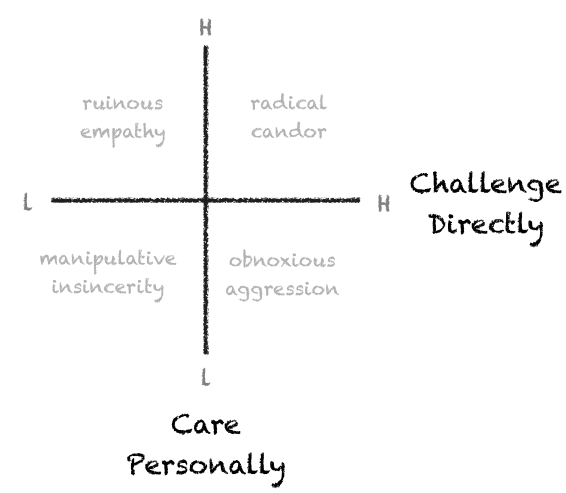 H
ruinous
empathy
radical
candor
L
H
Challenge
Directly
manipulative
insincerity
obnoxious
aggression
L
Care
Personally